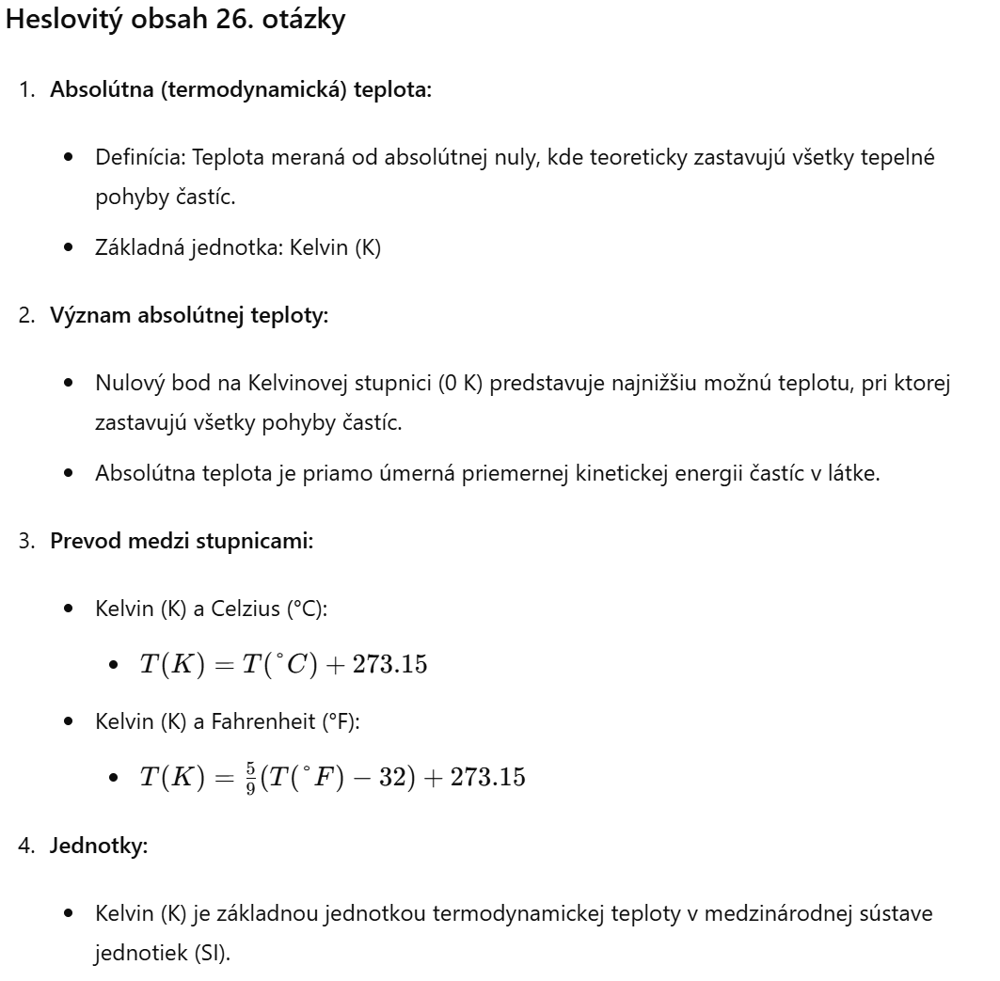 Heslovitý obsah 26. otázky
1. Absolútna (termodynamická) teplota:
• Definícia: Teplota meraná od absolútnej nuly, kde teoreticky zastavujú všetky tepelné
pohyby častíc.
• Základná jednotka: Kelvin (K)
2. Význam absolútnej teploty:
• Nulový bod na Kelvinovej stupnici (0 K) predstavuje najnižšiu možnú teplotu, pri ktorej
zastavujú všetky pohyby častíc.
• Absolútna teplota je priamo úmerná priemernej kinetickej energii častíc v látke.
3. Prevod medzi stupnicami:
• Kelvin (K) a Celzius (°C):
• T(K) = T(°C) + 273.15
• Kelvin (K) a Fahrenheit (°F):
• T(K) = 5/9(T(°F) − 32) + 273.15
4. Jednotky:
• Kelvin (K) je základnou jednotkou termodynamickej teploty v medzinárodnej sústave
jednotiek (SI).